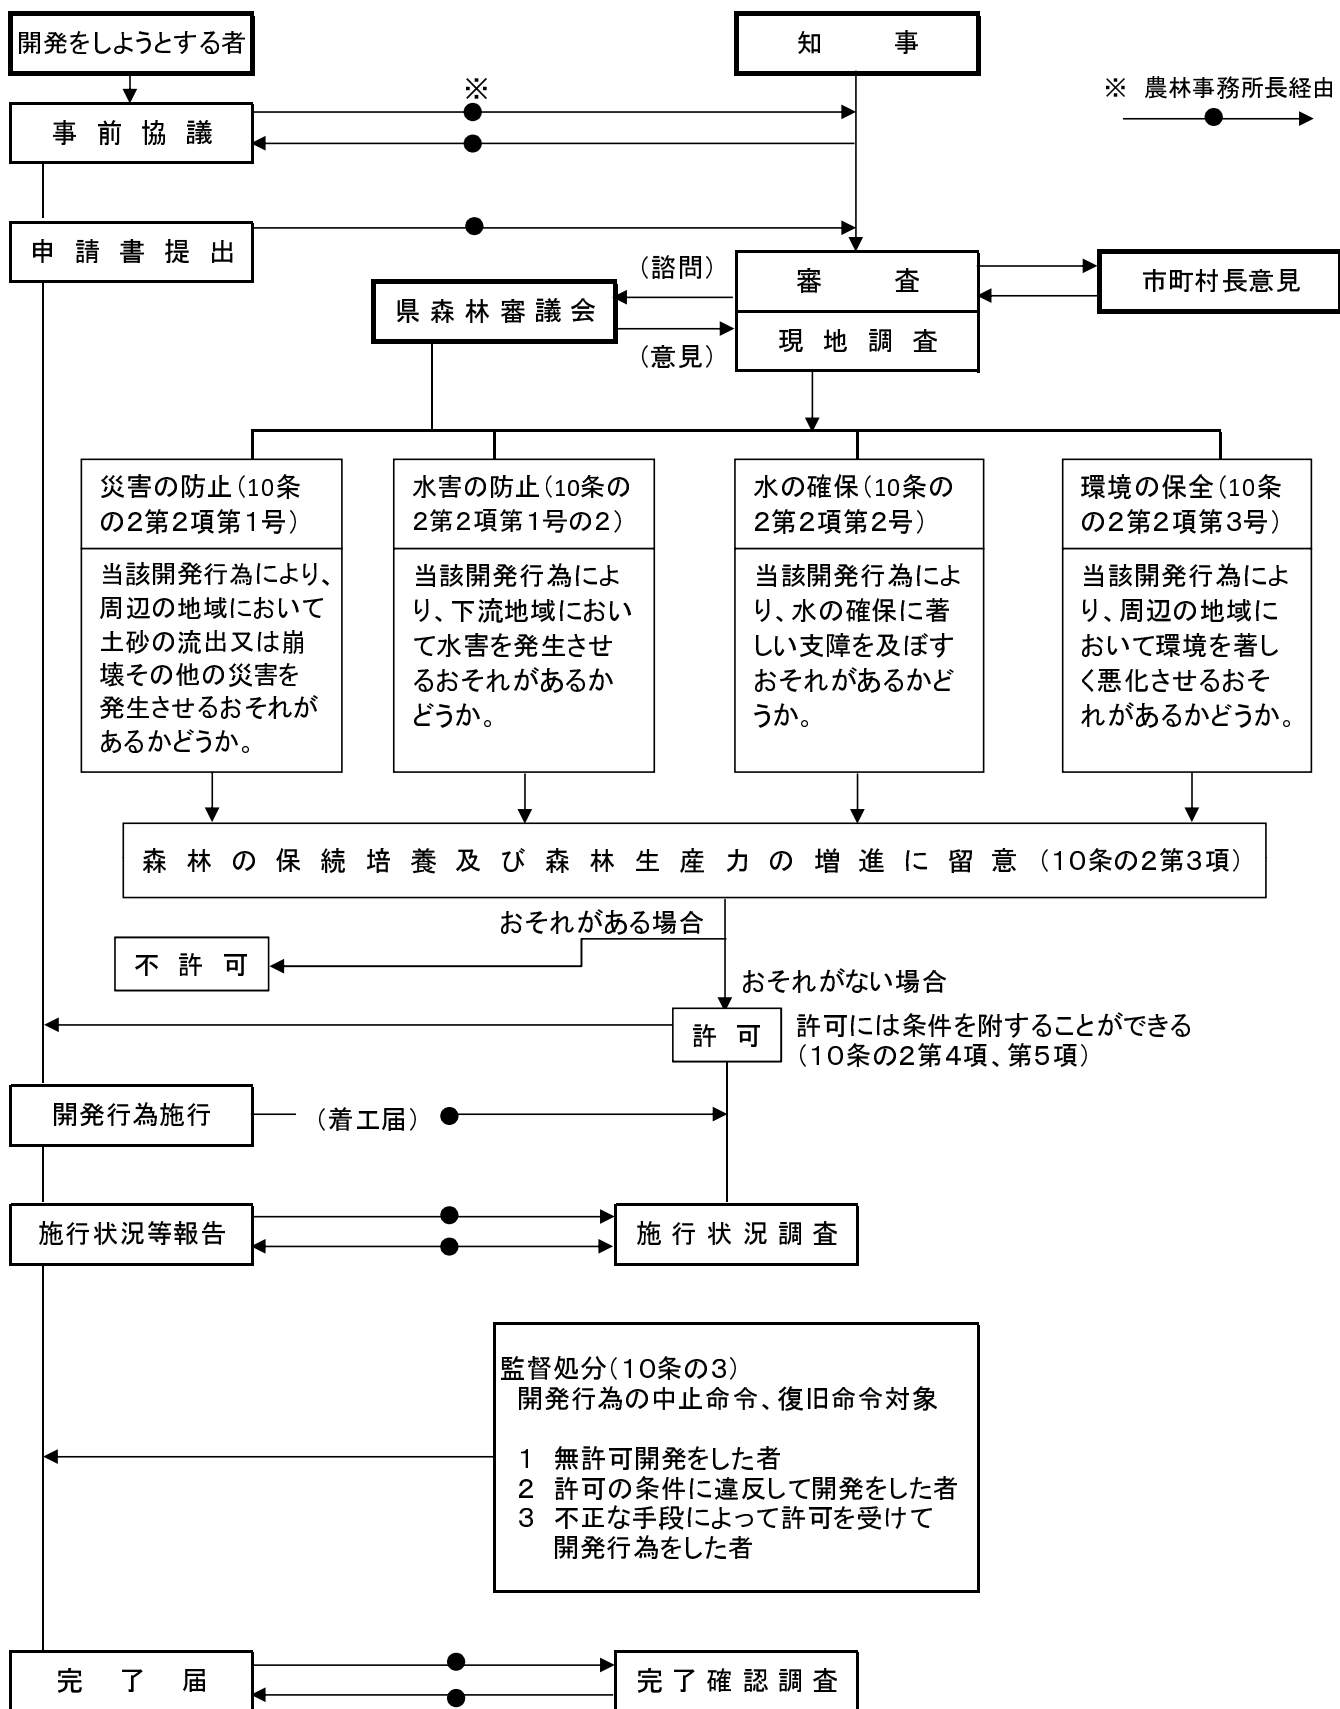 開発をしようとする者
知事
※
※ 農林事務所長経由
事前協議
申請書提出
(諮問)
審査
市町村長意見
県森林審議会
現地調査
(意見)
災害の防止(10条
の2第2項第1号)
当該開発行為により、
周辺の地域において
土砂の流出又は崩
壊その他の災害を
発生させるおそれが
あるかどうか。
水害の防止(10条の
2第2項第1号の2)
当該開発行為によ
り、下流地域におい
て水害を発生させ
るおそれがあるか
どうか。
水の確保(10条の
2第2項第2号)
当該開発行為によ
り、水の確保に著
しい支障を及ぼす
おそれがあるかど
うか。
環境の保全(10条
の2第2項第3号)
当該開発行為によ
り、周辺の地域に
おいて環境を著し
く悪化させるおそ
れがあるかどうか。
森林の保続培養及び森林生産力の増進に留意(10条の2第3項)
おそれがある場合
不許可
おそれがない場合
許可
許可には条件を附することができる
(10条の2第4項、第5項)
開発行為施行
(着工届)
施行状況等報告
施行状況調査
監督処分(10条の3)
開発行為の中止命令、復旧命令対象
1 無許可開発をした者
2 許可の条件に違反して開発をした者
3 不正な手段によって許可を受けて
開発行為をした者
完了届
完了確認調査